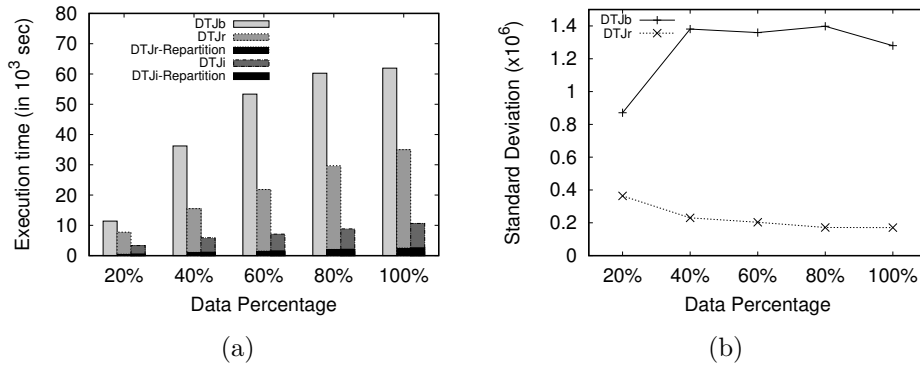 DTJb
DTJr
DTJr-Repartition
DTJi
DTJi-Repartition
Execution time (in 10³ sec)
80
70
60
50
40
30
20
10
0
20% 40% 60% 80% 100%
Data Percentage
(a)
DTJb
DTJr
Standard Deviation (x10⁶)
1.4
1.2
1
0.8
0.6
0.4
0.2
0
20% 40% 60% 80% 100%
Data Percentage
(b)